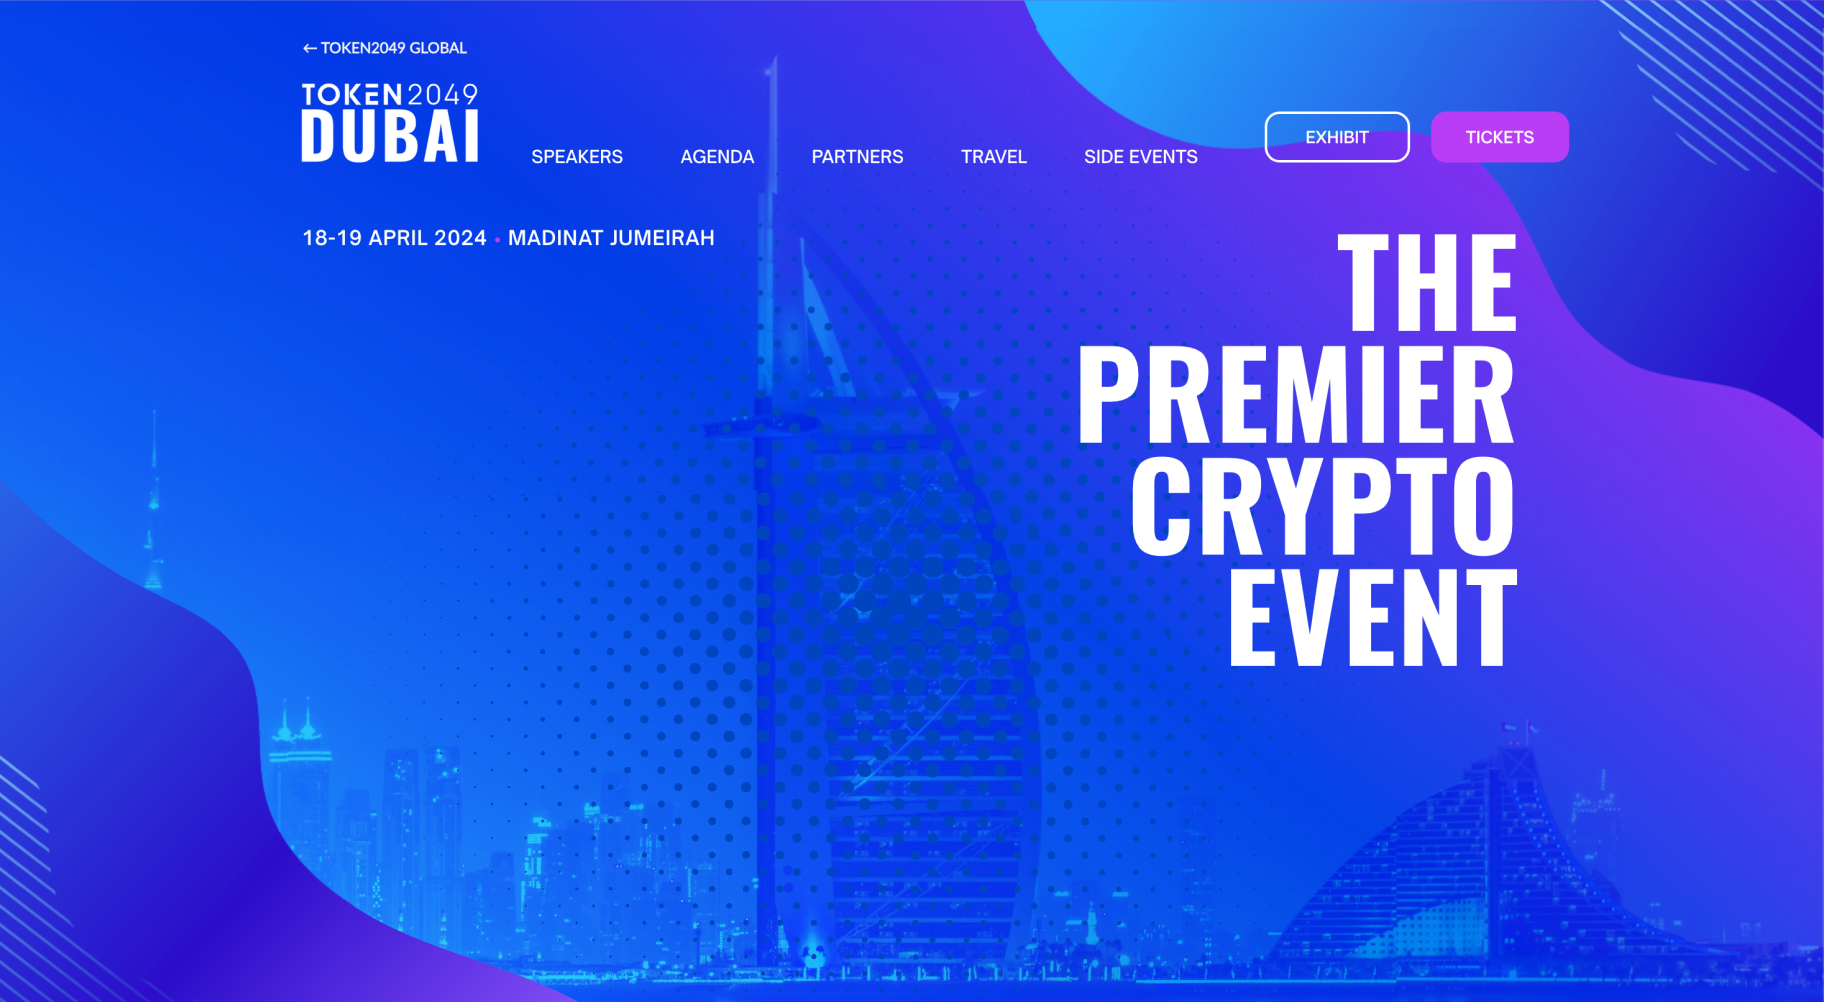 ← TOKEN2049 GLOBAL
TOKEN2049
DUBAI
SPEAKERS
AGENDA
PARTNERS
TRAVEL
SIDE EVENTS
EXHIBIT
TICKETS
18-19 APRIL 2024 • MADINAT JUMEIRAH
THE
PREMIER
CRYPTO
EVENT